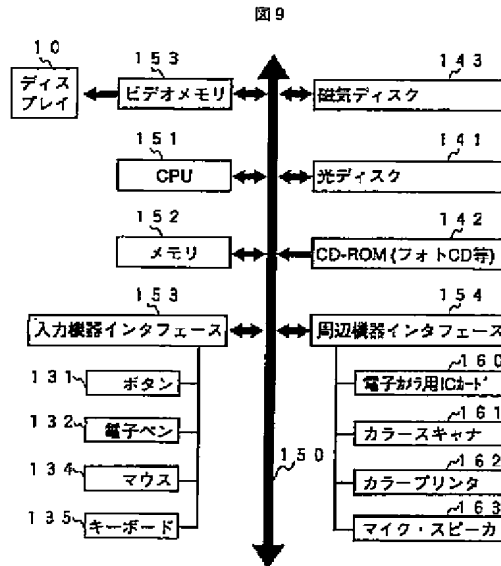 図9
10
ディスプレイ
153
ビデオメモリ
143
磁気ディスク
151
CPU
141
光ディスク
152
メモリ
142
CD-ROM(フォトCD等)
153
入力機器インタフェース
154
周辺機器インタフェース
131
ボタン
160
電子カメラ用ICカード
132
電子ペン
161
カラースキャナ
134
マウス
150
162
カラープリンタ
135
キーボード
163
マイク・スピーカ